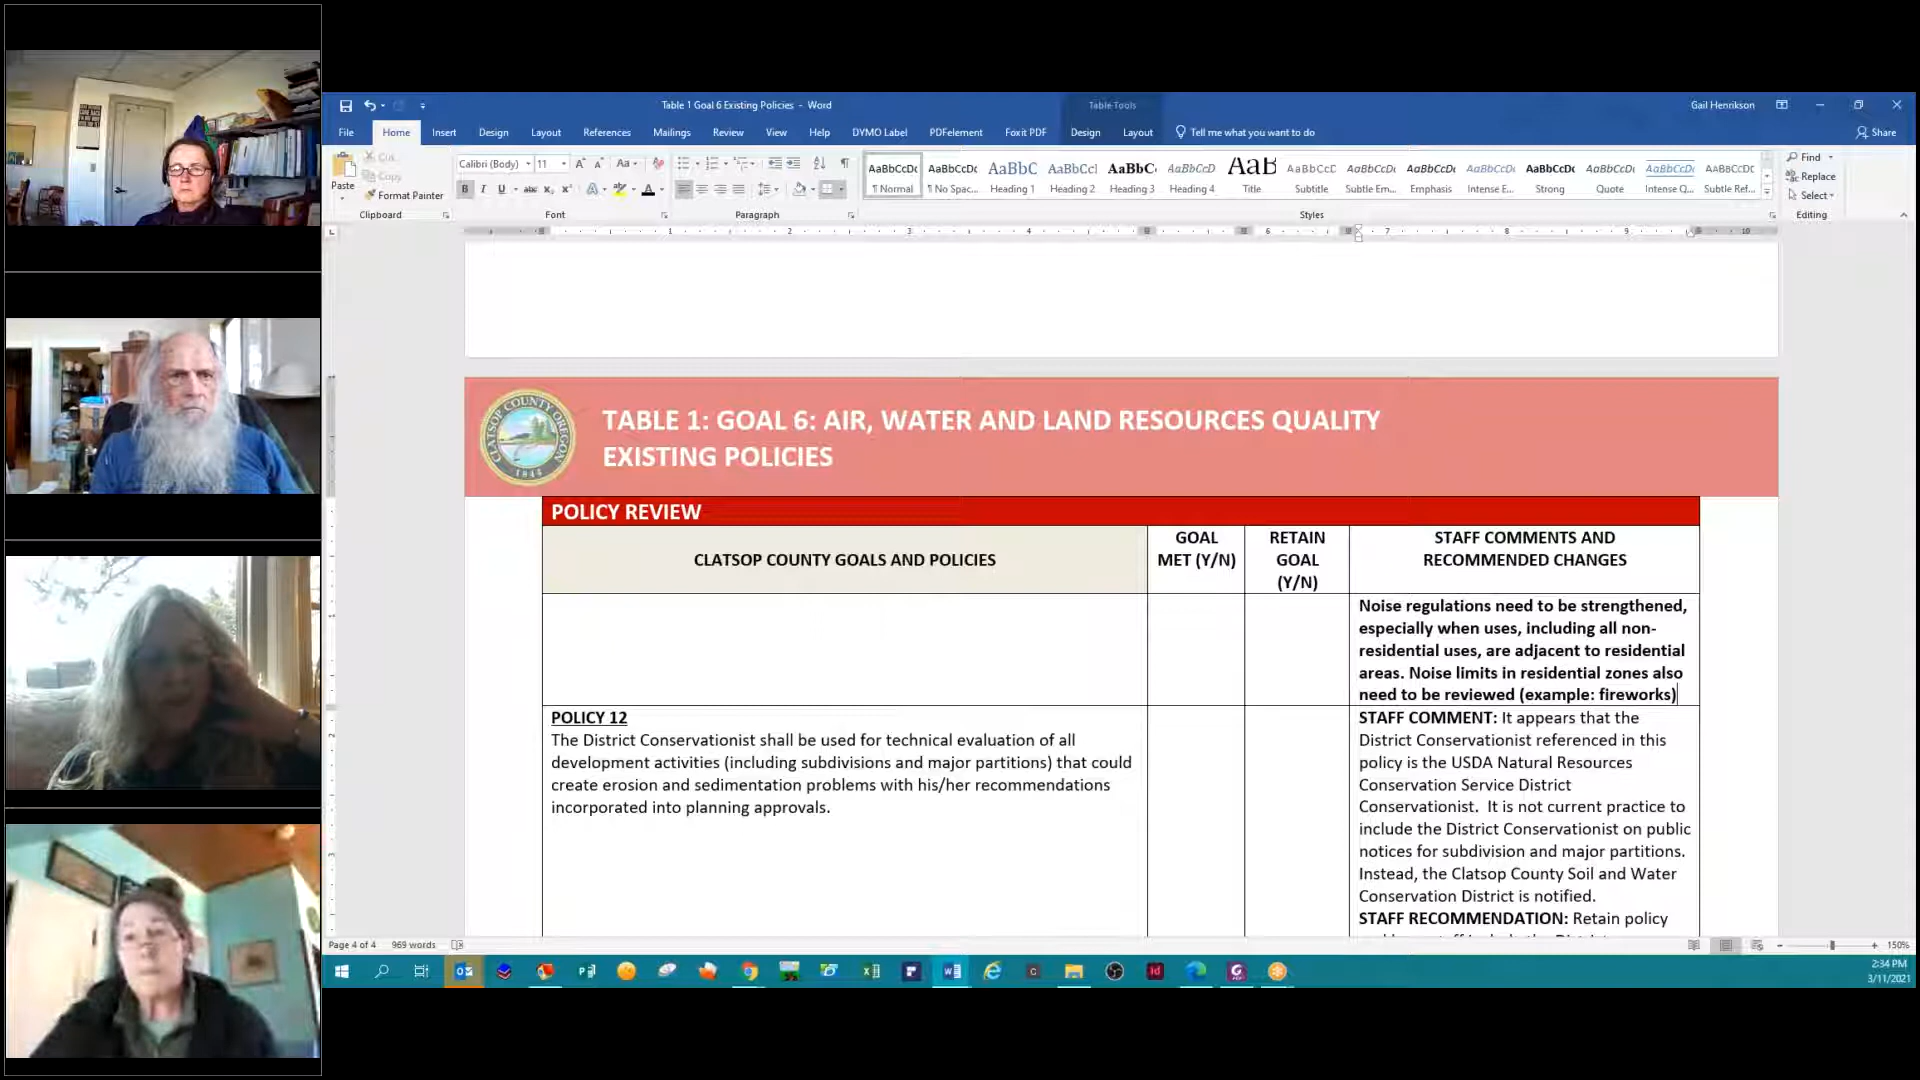 Table 1 Goal 6 Existing Policies - Word
Table Tools
Gail Henrikson
File Home Insert Design Layout References Mailings Review View Help DYMO Label PDFelement Foxit PDF Design Layout Tell me what you want to do
Share
Paste
Cut
Copy
Format Painter
Clipboard
Calibri (Body) 11
Font
Paragraph
¶ Normal ¶ No Spac... Heading 1 Heading 2 Heading 3 Heading 4 Title Subtitle Subtle Em... Emphasis Intense E... Strong Quote Intense Q... Subtle Ref...
Styles
Find
Replace
Select
Editing
CLATSOP COUNTY OREGON
1844
TABLE 1: GOAL 6: AIR, WATER AND LAND RESOURCES QUALITY
EXISTING POLICIES
POLICY REVIEW
CLATSOP COUNTY GOALS AND POLICIES
GOAL
MET (Y/N)
RETAIN
GOAL
(Y/N)
STAFF COMMENTS AND
RECOMMENDED CHANGES
Noise regulations need to be strengthened,
especially when uses, including all non-
residential uses, are adjacent to residential
areas. Noise limits in residential zones also
need to be reviewed (example: fireworks)
POLICY 12
The District Conservationist shall be used for technical evaluation of all
development activities (including subdivisions and major partitions) that could
create erosion and sedimentation problems with his/her recommendations
incorporated into planning approvals.
STAFF COMMENT: It appears that the
District Conservationist referenced in this
policy is the USDA Natural Resources
Conservation Service District
Conservationist. It is not current practice to
include the District Conservationist on public
notices for subdivision and major partitions.
Instead, the Clatsop County Soil and Water
Conservation District is notified.
STAFF RECOMMENDATION: Retain policy
Page 4 of 4 969 words
150%
2:34 PM
3/11/2021